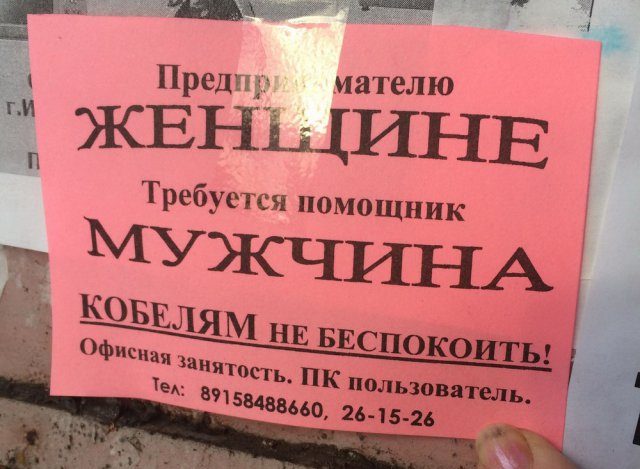 г.И
П
Предпринимателю
ЖЕНЩИНЕ
Требуется помощник
МУЖЧИНА
КОБЕЛЯМ НЕ БЕСПОКОИТЬ!
Офисная занятость. ПК пользователь.
Тел: 89158488660, 26-15-26